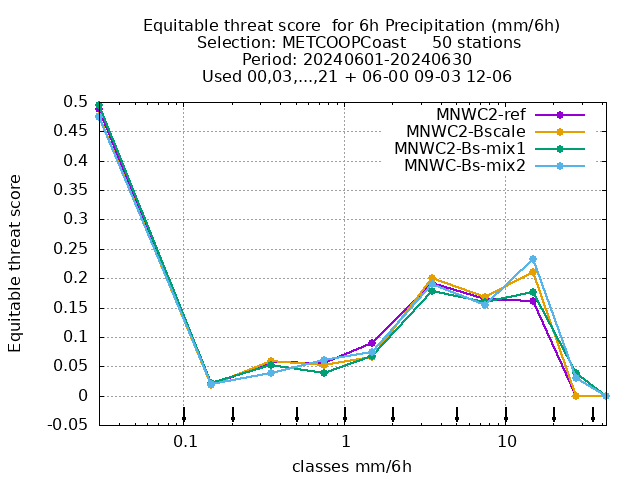 Equitable threat score  for 6h Precipitation (mm/6h)
Selection: METCOOPCoast     50 stations
Period: 20240601-20240630
Used 00,03,...,21 + 06-00 09-03 12-06
MNWC2-ref
MNWC2-Bscale
MNWC2-Bs-mix1
MNWC-Bs-mix2
Equitable threat score
0.5
0.45
0.4
0.35
0.3
0.25
0.2
0.15
0.1
0.05
0
-0.05
0.1 1 10
classes mm/6h